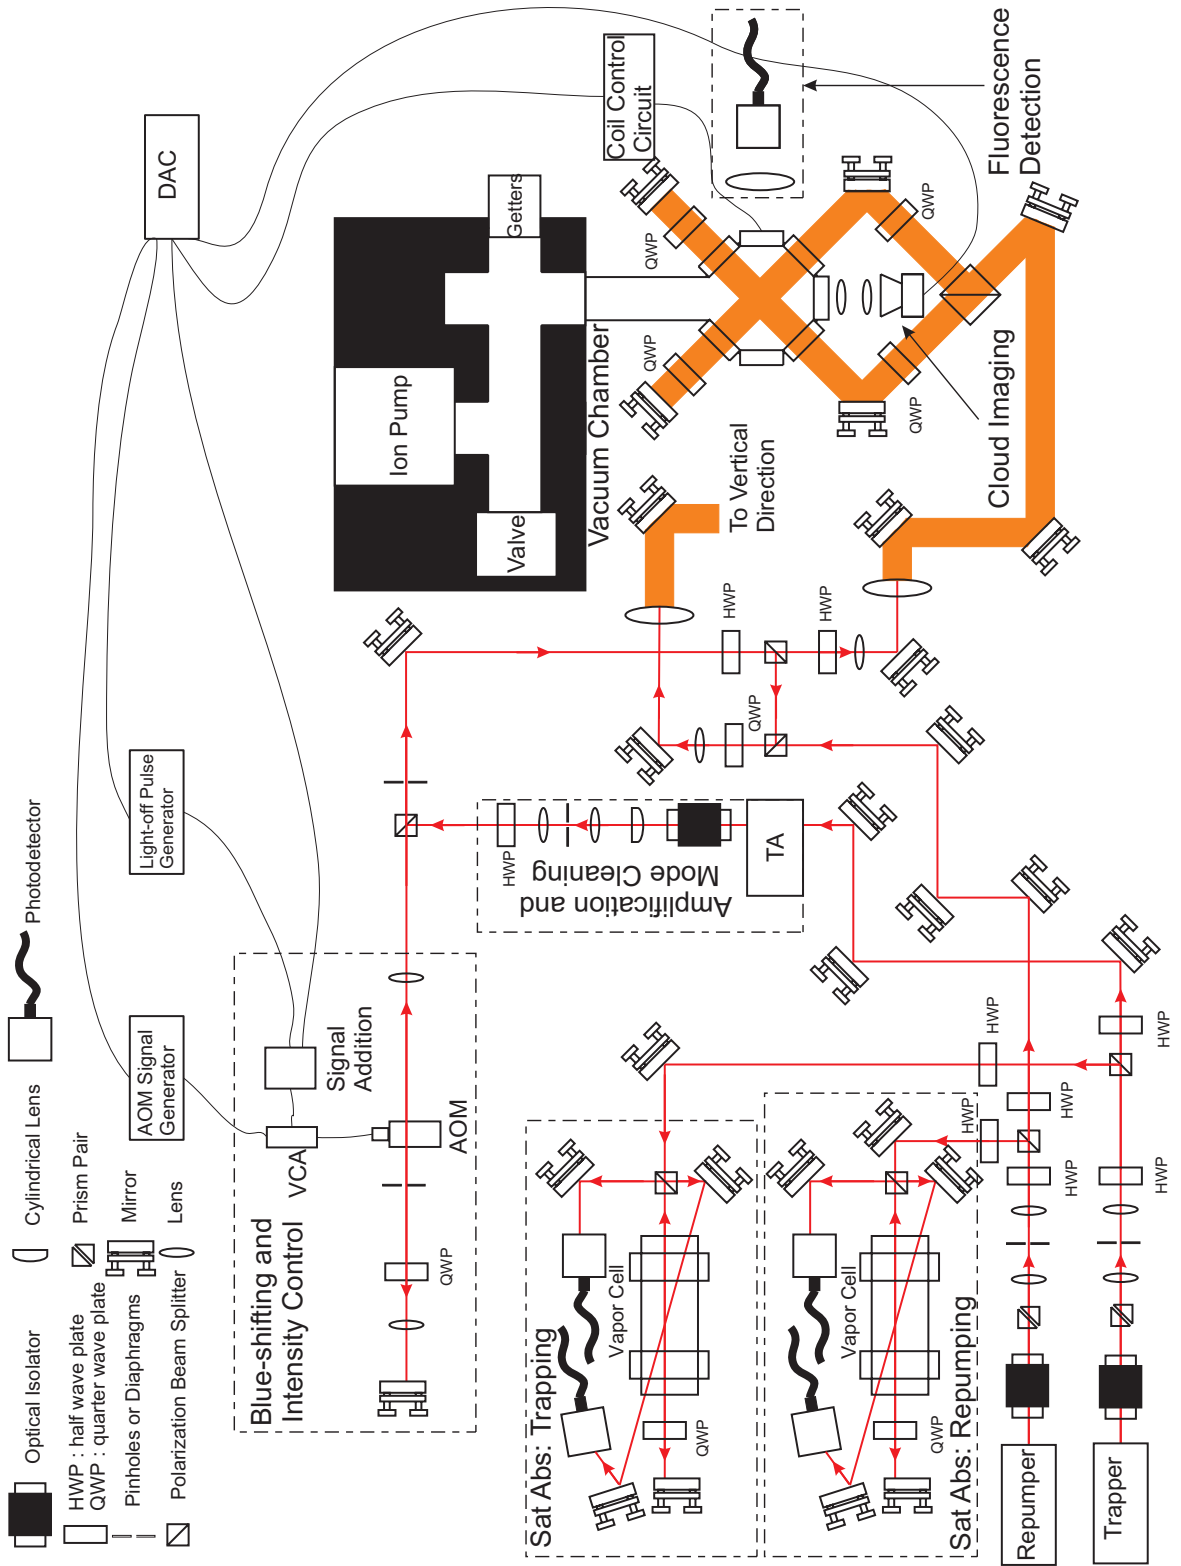 Optical Isolator
Cylindrical Lens
Photodetector
HWP : half wave plate
QWP : quarter wave plate
Prism Pair
Pinholes or Diaphragms
Mirror
Polarization Beam Splitter
Lens
AOM Signal
Generator
Light-off Pulse
Generator
DAC
Blue-shifting and
Intensity Control
VCA
Signal
Addition
AOM
QWP
Ion Pump
Valve
Getters
Vacuum Chamber
Coil Control
Circuit
Fluorescence
Detection
QWP
QWP
QWP
QWP
Cloud Imaging
To Vertical
Direction
HWP
HWP
QWP
HWP
Amplification and
Mode Cleaning
TA
Sat Abs: Trapping
Vapor Cell
QWP
Sat Abs: Repumping
Vapor Cell
QWP
HWP
HWP
HWP
HWP
HWP
HWP
Repumper
Trapper